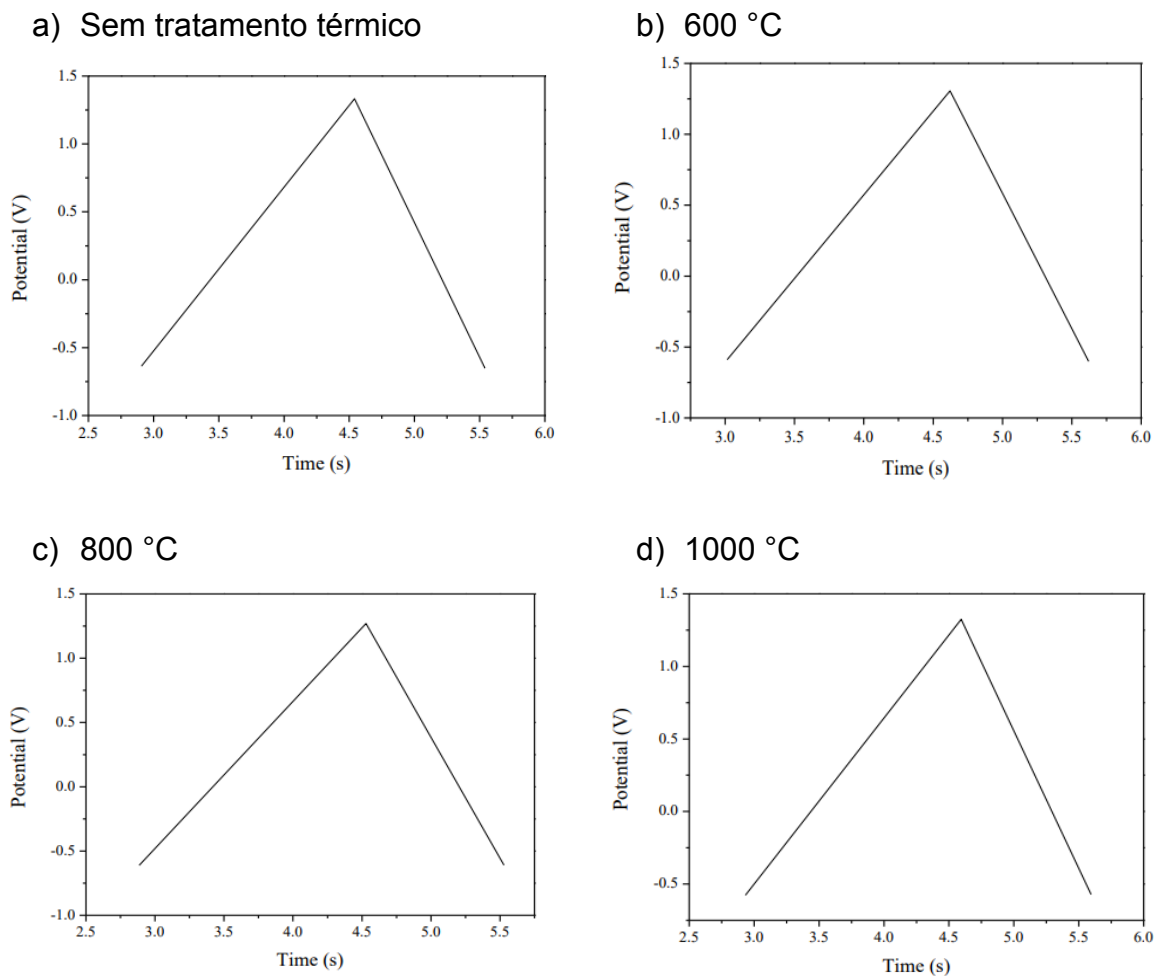 a) Sem tratamento térmico
1.5
1.0
0.5
0.0
-0.5
-1.0
Potential (V)
2.5 3.0 3.5 4.0 4.5 5.0 5.5 6.0
Time (s)
b) 600 °C
1.5
1.0
0.5
0.0
-0.5
-1.0
Potential (V)
3.0 3.5 4.0 4.5 5.0 5.5 6.0
Time (s)
c) 800 °C
1.5
1.0
0.5
0.0
-0.5
-1.0
Potential (V)
2.5 3.0 3.5 4.0 4.5 5.0 5.5
Time (s)
d) 1000 °C
1.5
1.0
0.5
0.0
-0.5
Potential (V)
2.5 3.0 3.5 4.0 4.5 5.0 5.5 6.0
Time (s)